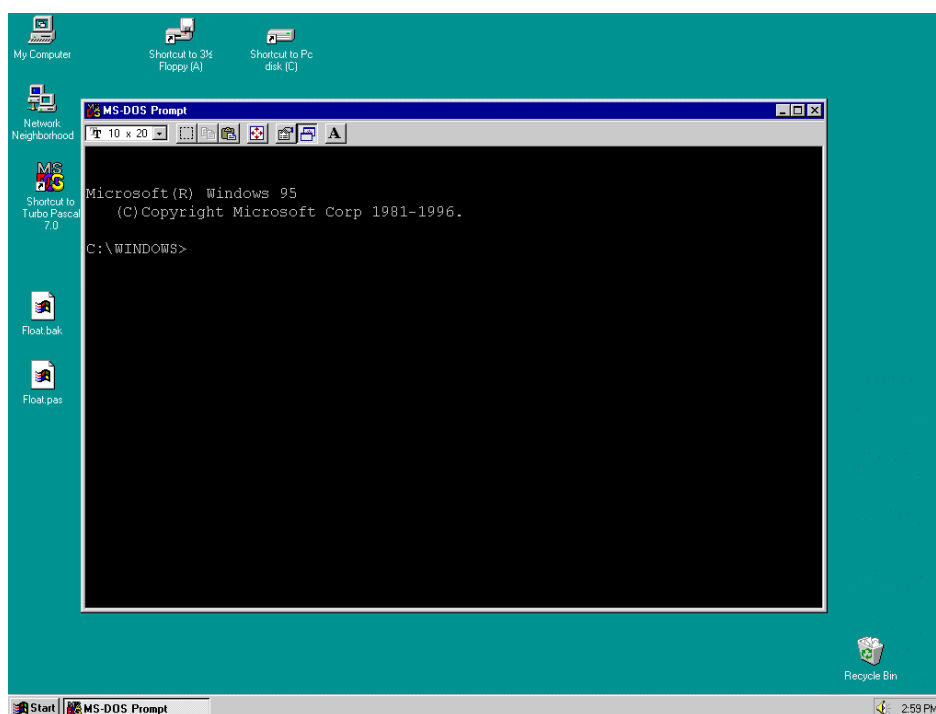 My Computer
Shortcut to 3½
Floppy (A)
Shortcut to Pc
disk (C)
Network
Neighborhood
MS-DOS Prompt
10 x 20
A
MS
Shortcut to
Turbo Pascal
7.0
Microsoft(R) Windows 95
(C)Copyright Microsoft Corp 1981-1996.
C:\WINDOWS>
Float.bak
Float.pas
Recycle Bin
Start
MS-DOS Prompt
2:59 PM